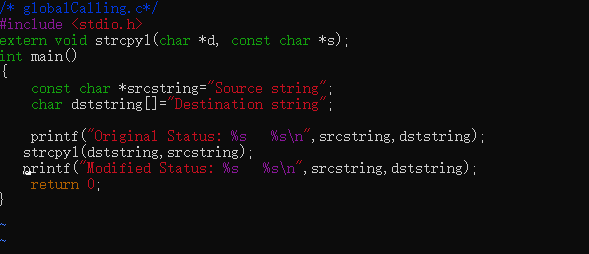 /* globalCalling.c*/
#include <stdio.h>
extern void strcpy1(char *d, const char *s);
int main()
{
    const char *srcstring="Source string";
    char dststring[]="Destination string";

    printf("Original Status: %s   %s\n",srcstring,dststring);
   strcpy1(dststring,srcstring);
   printf("Modified Status: %s   %s\n",srcstring,dststring);
    return 0;
}

~
~